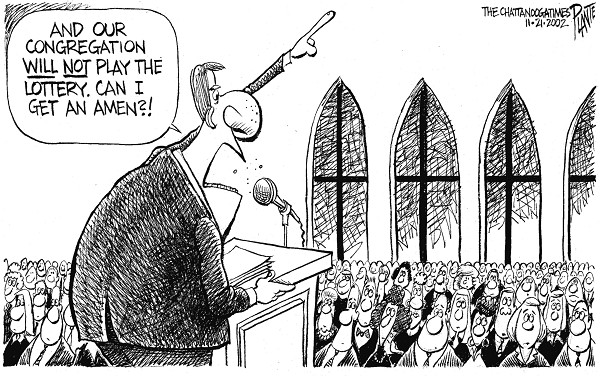 AND OUR
CONGREGATION
WILL NOT PLAY THE
LOTTERY. CAN I
GET AN AMEN?!
THE CHATTANOOGA TIMES
11·21·2002
PLANTE